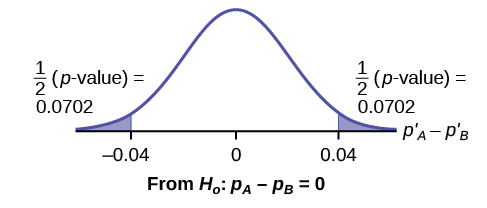 1/2 (p-value) =
0.0702
1/2 (p-value) =
0.0702
p'A – p'B
–0.04 0 0.04
From Ho: pA – pB = 0